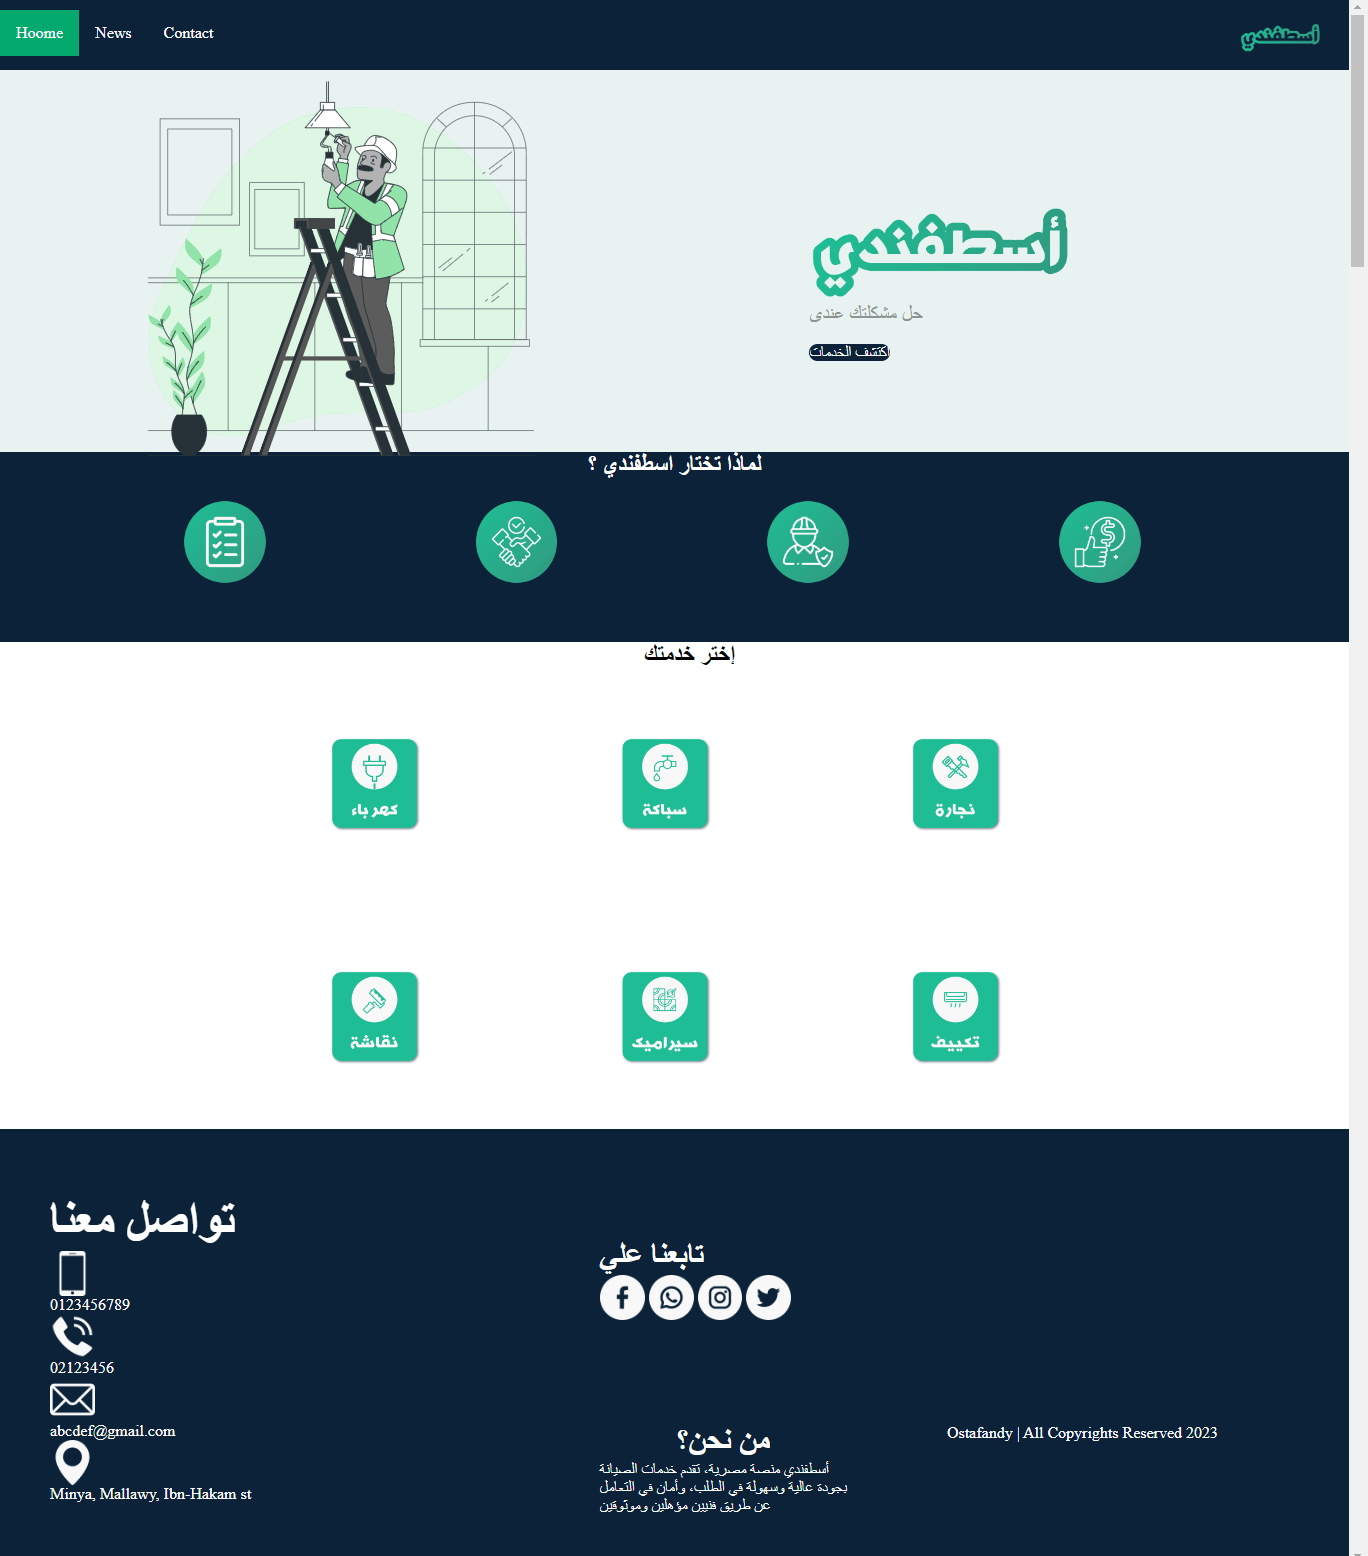 Hoome
News
Contact
أسطفندي
أسطفندي
حل مشكلتك عندى
اكتشف الخدمات
لماذا تختار اسطفندي ؟
إختر خدمتك
كهرباء
سباكة
نجارة
نقاشة
سيراميك
تكييف
تواصل معنا
0123456789
02123456
abcdef@gmail.com
Minya, Mallawy, Ibn-Hakam st
تابعنا علي
من نحن؟
أسطفندي منصة مصرية، تقدم خدمات الصيانة
بجودة عالية وسهولة في الطلب، وأمان في التعامل
عن طريق فنيين مؤهلين وموثوقين
Ostafandy | All Copyrights Reserved 2023